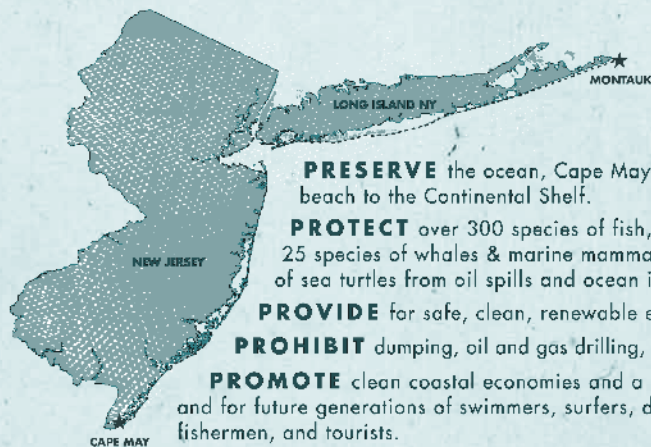 MONTAUK
LONG ISLAND NY
PRESERVE the ocean, Cape May
beach to the Continental Shelf.
PROTECT over 300 species of fish,
25 species of whales & marine
of sea turtles from oil spills and ocean
NEW JERSEY
PROVIDE for safe, clean, renewable
PROHIBIT dumping, oil and gas drilling,
PROMOTE clean coastal economies and a
and for future generations of swimmers, surfers,
fishermen, and tourists.
CAPE MAY